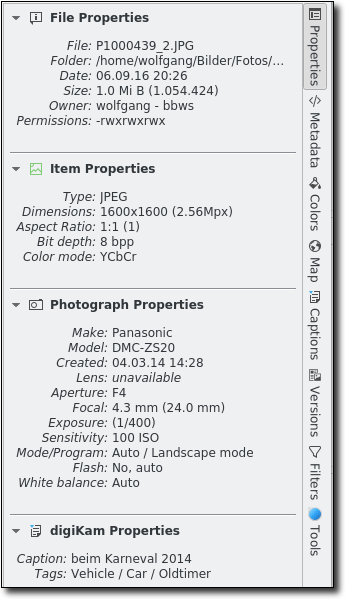 File Properties
File: P1000439_2.JPG
Folder: /home/wolfgang/Bilder/Fotos/...
Date: 06.09.16 20:26
Size: 1.0 Mi B (1.054.424)
Owner: wolfgang - bbws
Permissions: -rwxrwxrwx
Item Properties
Type: JPEG
Dimensions: 1600x1600 (2.56Mpx)
Aspect Ratio: 1:1 (1)
Bit depth: 8 bpp
Color mode: YCbCr
Photograph Properties
Make: Panasonic
Model: DMC-ZS20
Created: 04.03.14 14:28
Lens: unavailable
Aperture: F4
Focal: 4.3 mm (24.0 mm)
Exposure: (1/400)
Sensitivity: 100 ISO
Mode/Program: Auto / Landscape mode
Flash: No, auto
White balance: Auto
digiKam Properties
Caption: beim Karneval 2014
Tags: Vehicle / Car / Oldtimer
Properties
Metadata
Colors
Map
Captions
Versions
Filters
Tools